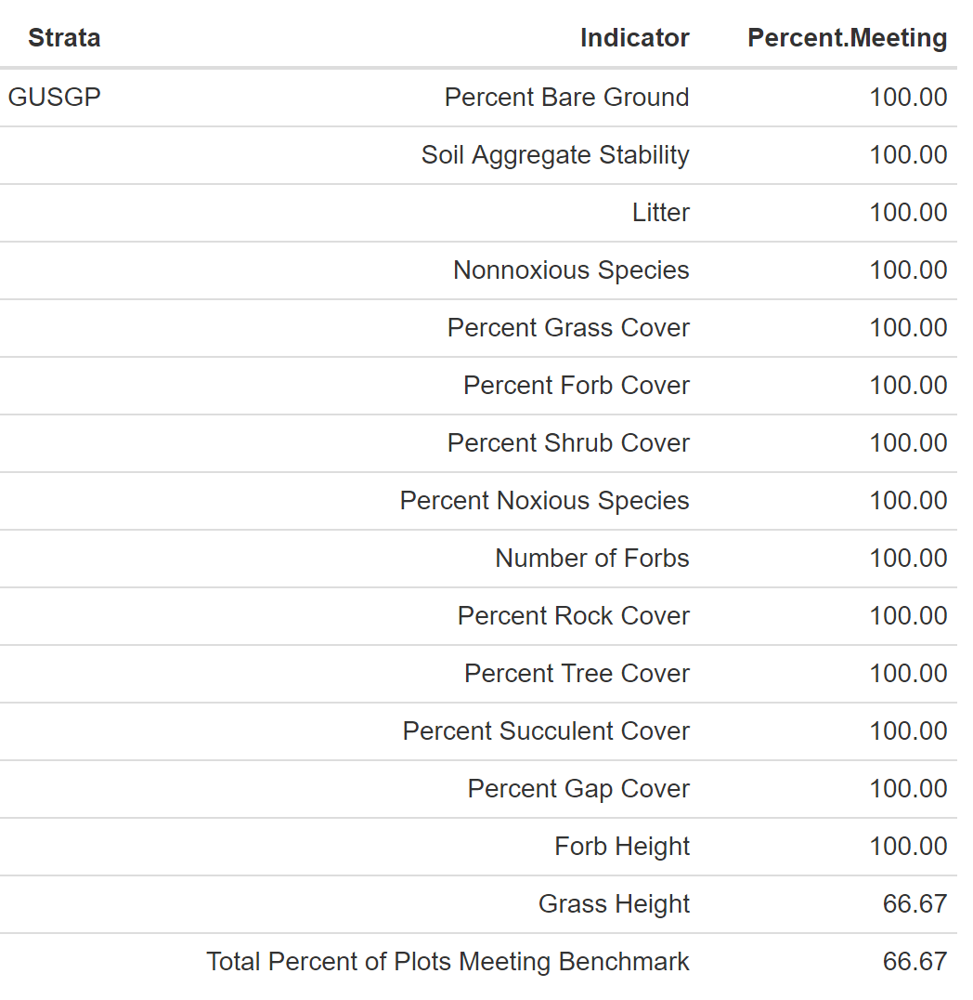 Strata Indicator Percent.Meeting
GUSGP Percent Bare Ground 100.00
Soil Aggregate Stability 100.00
Litter 100.00
Nonnoxious Species 100.00
Percent Grass Cover 100.00
Percent Forb Cover 100.00
Percent Shrub Cover 100.00
Percent Noxious Species 100.00
Number of Forbs 100.00
Percent Rock Cover 100.00
Percent Tree Cover 100.00
Percent Succulent Cover 100.00
Percent Gap Cover 100.00
Forb Height 100.00
Grass Height 66.67
Total Percent of Plots Meeting Benchmark 66.67